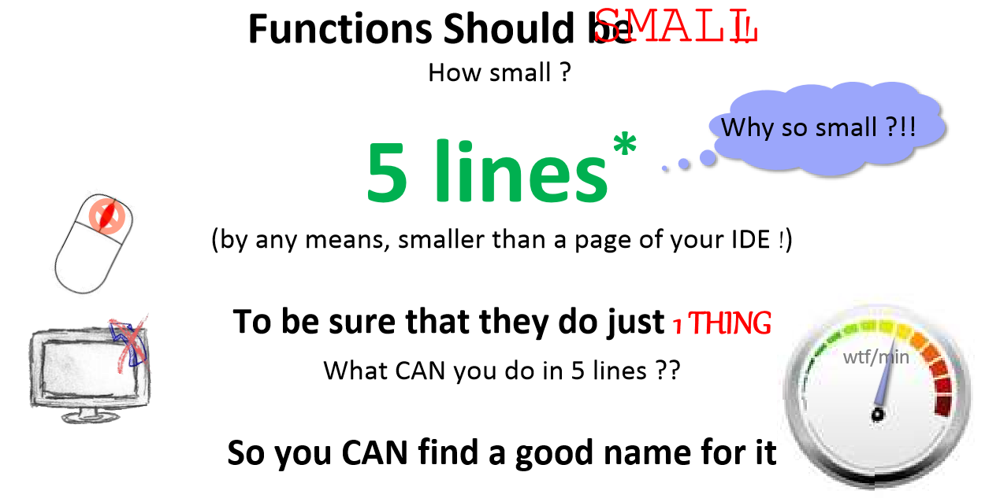 Functions Should be SMALL!!
How small ?
Why so small ?!!
5 lines*
(by any means, smaller than a page of your IDE !)
To be sure that they do just 1 THING
wtf/min
What CAN you do in 5 lines ??
So you CAN find a good name for it